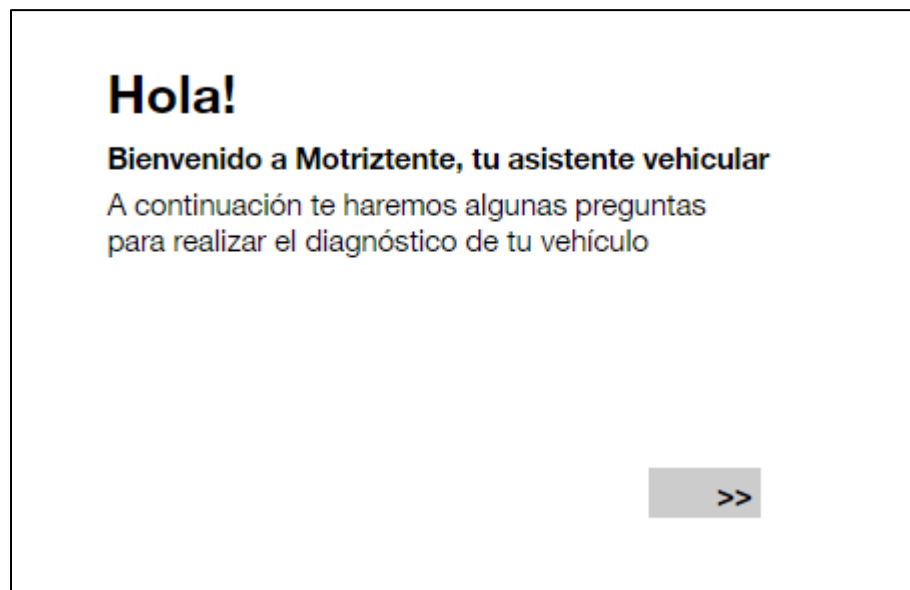 Hola!
Bienvenido a Motriztente, tu asistente vehicular
A continuación te haremos algunas preguntas
para realizar el diagnóstico de tu vehículo
>>